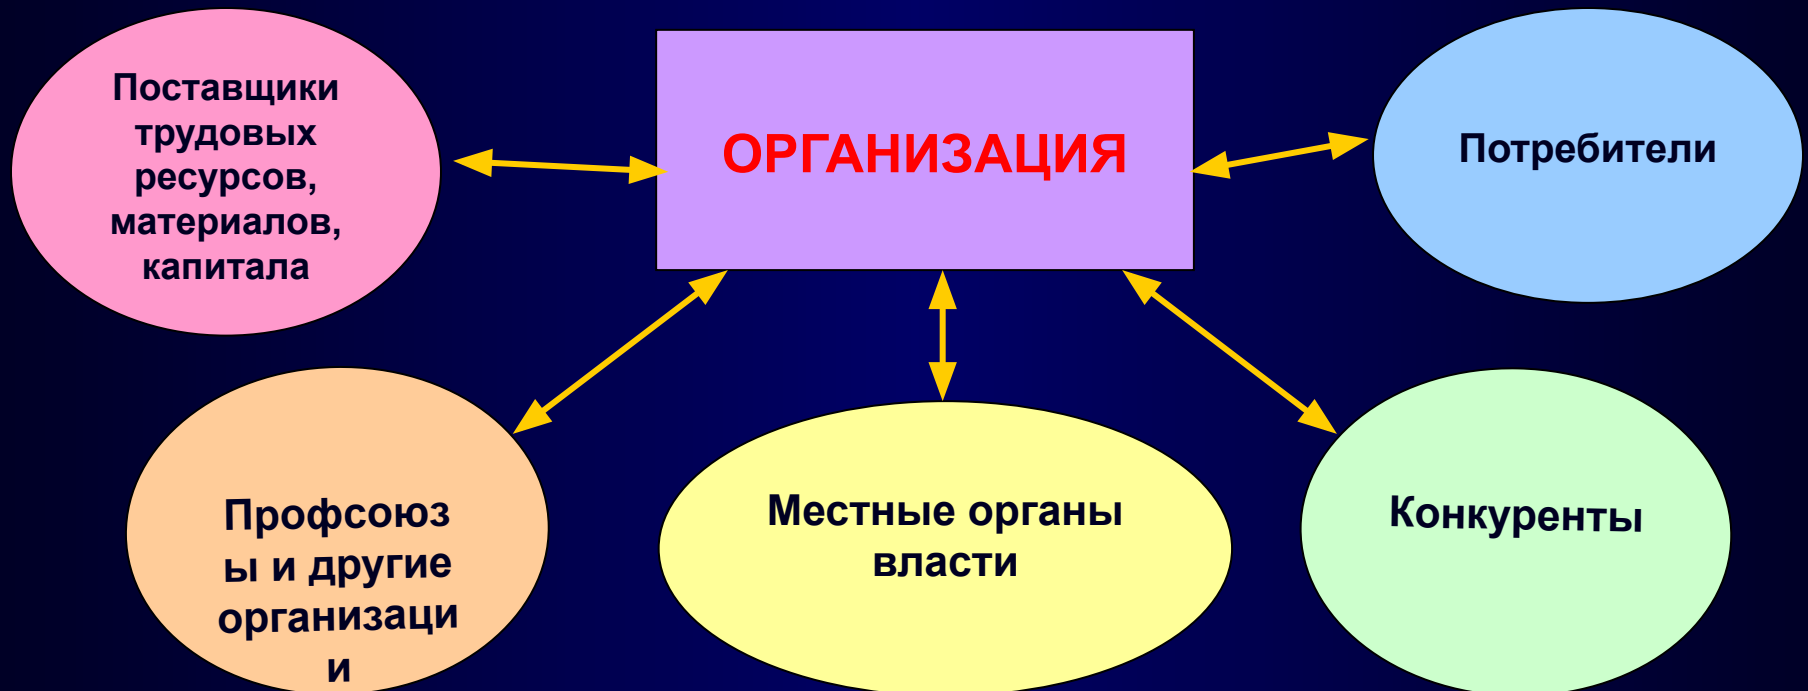 Поставщики
трудовых
ресурсов,
материалов,
капитала
ОРГАНИЗАЦИЯ
Потребители
Профсоюз
ы и другие
организаци
и
Местные органы
власти
Конкуренты